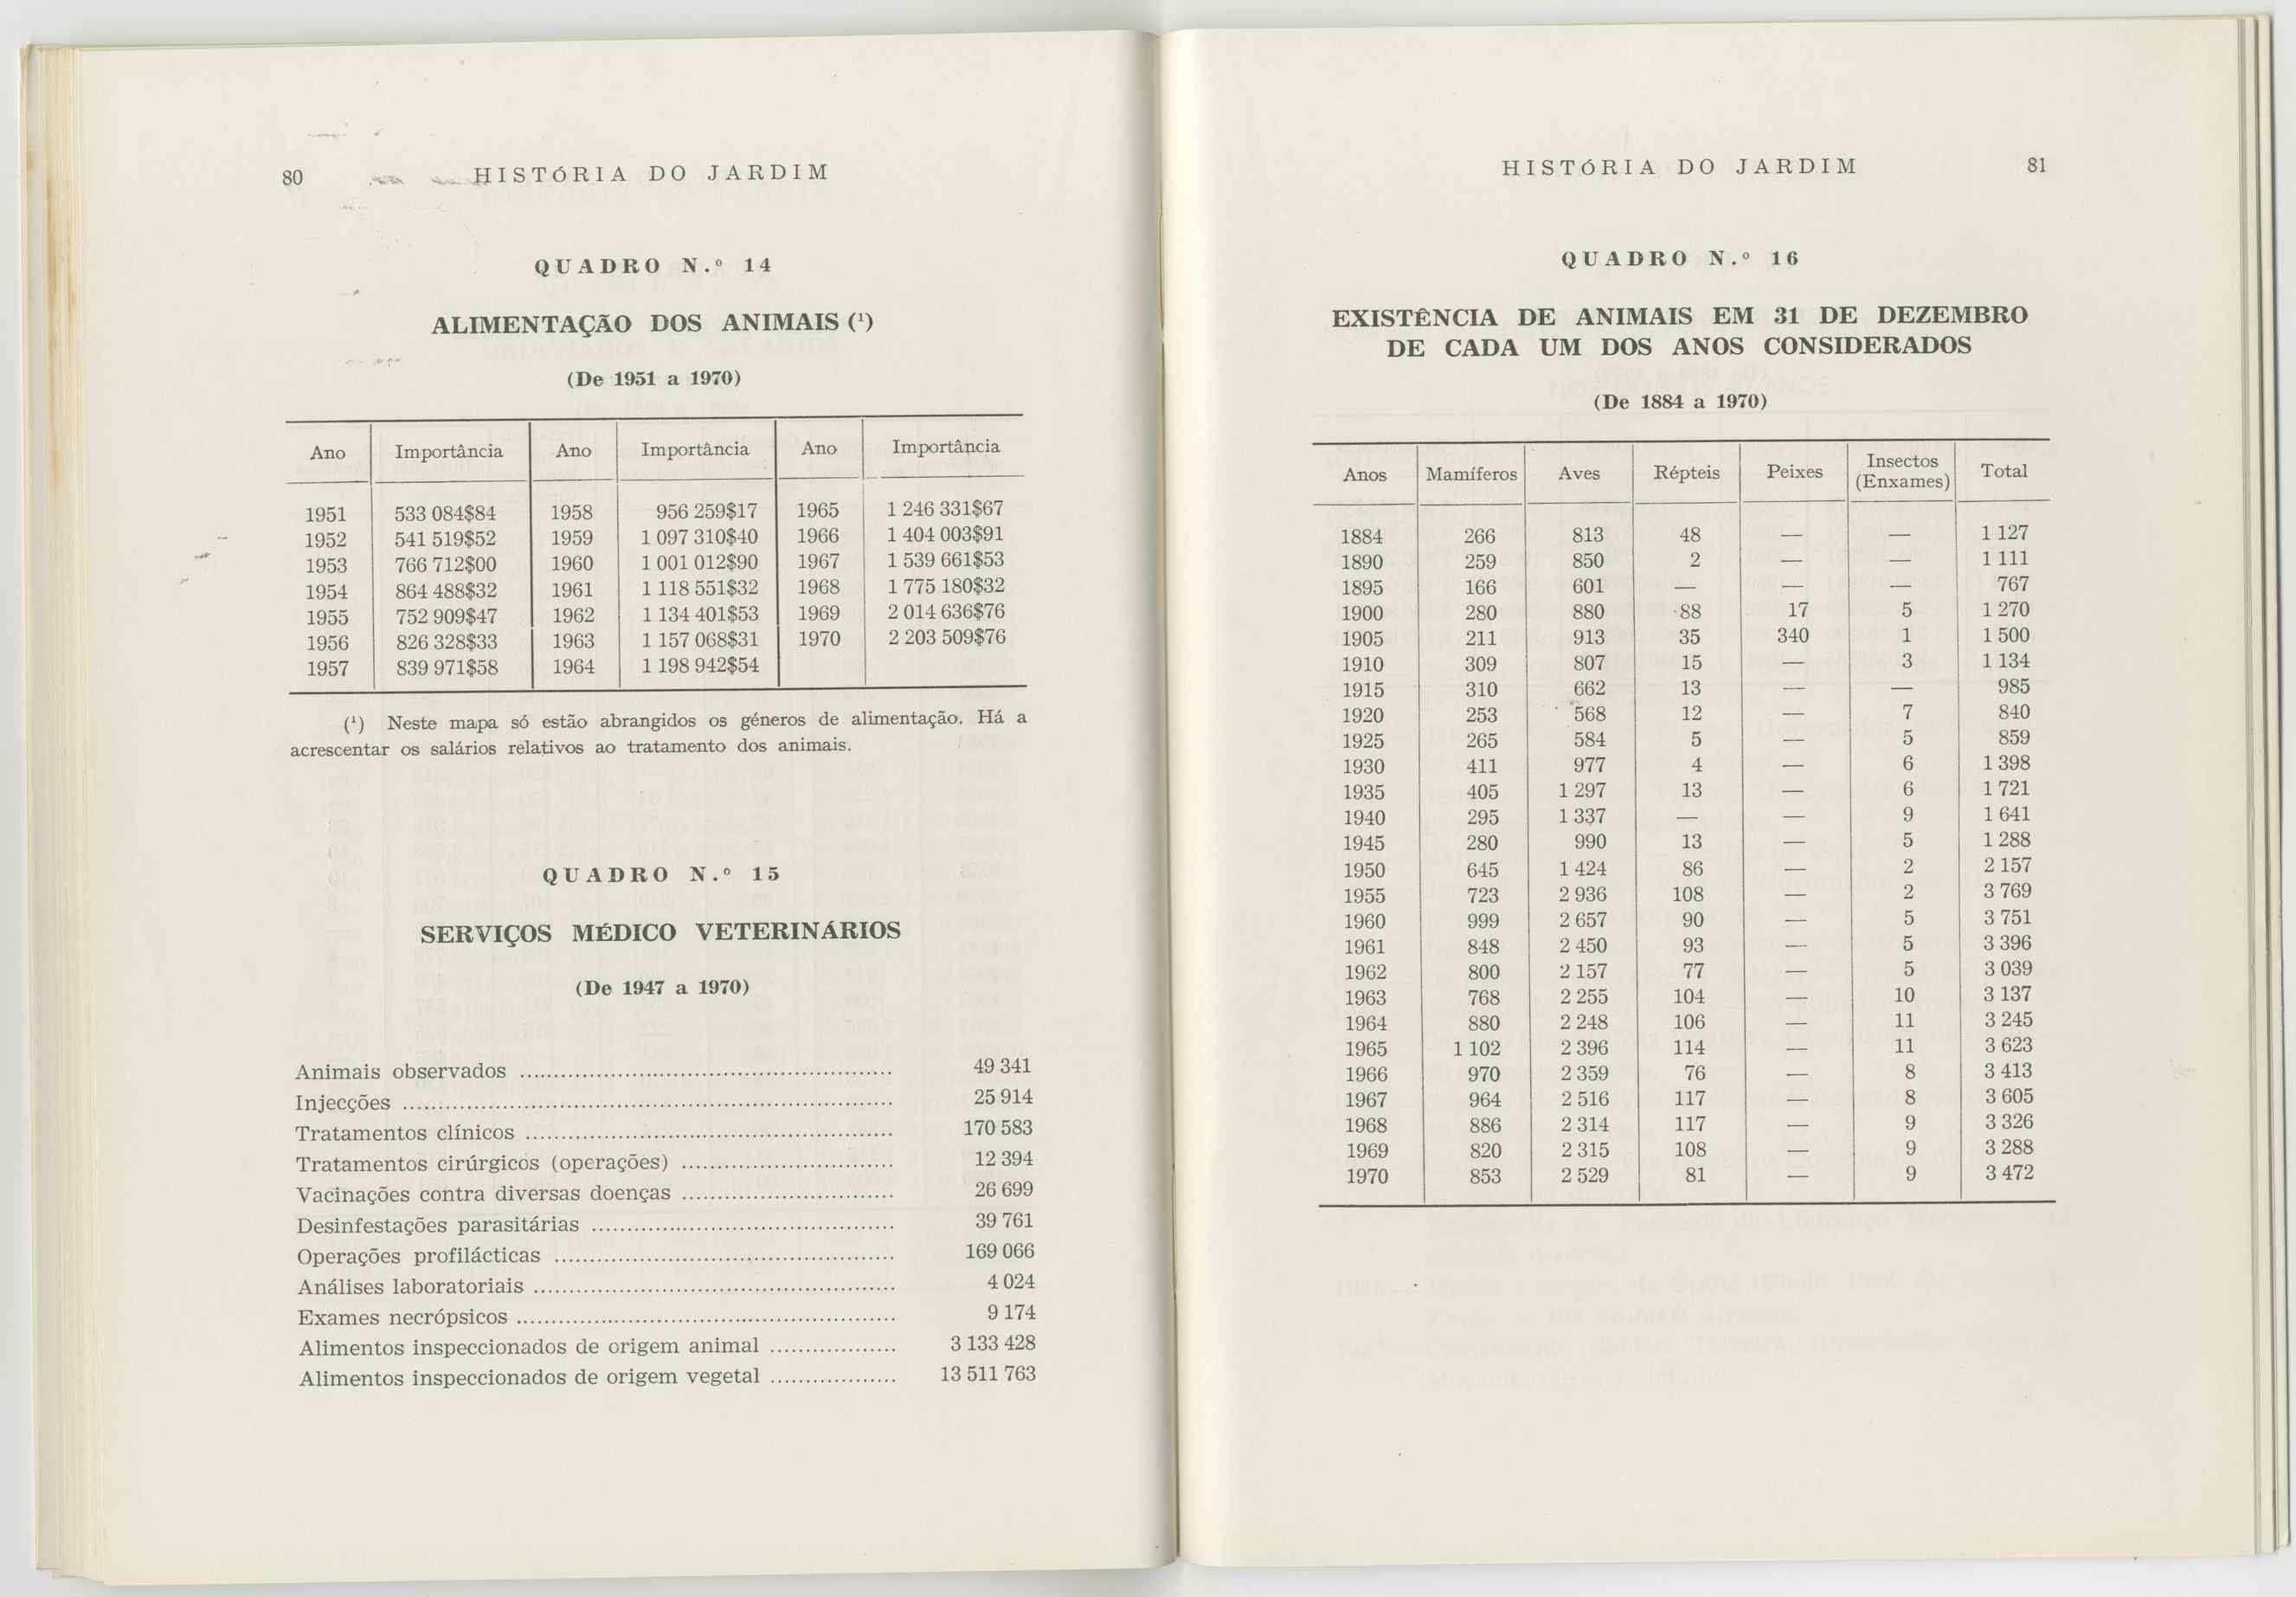 80 HISTÓRIA DO JARDIM
QUADRO N.º 14
ALIMENTAÇÃO DOS ANIMAIS (¹)
(De 1951 a 1970)
Ano Importância Ano Importância Ano Importância
1951 533 084$84 1958 956 259$17 1965 1 246 331$67
1952 541 519$52 1959 1 097 310$40 1966 1 404 003$91
1953 766 712$00 1960 1 001 012$90 1967 1 539 661$53
1954 864 488$32 1961 1 118 551$32 1968 1 775 180$32
1955 752 909$47 1962 1 134 401$53 1969 2 014 636$76
1956 826 328$33 1963 1 157 068$31 1970 2 203 509$76
1957 839 971$58 1964 1 198 942$54
(¹) Neste mapa só estão abrangidos os géneros de alimentação. Há a
acrescentar os salários relativos ao tratamento dos animais.
QUADRO N.º 15
SERVIÇOS MÉDICO VETERINÁRIOS
(De 1947 a 1970)
Animais observados ........ 49 341
Injecções ........ 25 914
Tratamentos clínicos ........ 170 583
Tratamentos cirúrgicos (operações) ........ 12 394
Vacinações contra diversas doenças ........ 26 699
Desinfestações parasitárias ........ 39 761
Operações profilácticas ........ 169 066
Análises laboratoriais ........ 4 024
Exames necrópsicos ........ 9 174
Alimentos inspeccionados de origem animal ........ 3 133 428
Alimentos inspeccionados de origem vegetal ........ 13 511 763
HISTÓRIA DO JARDIM 81
QUADRO N.º 16
EXISTÊNCIA DE ANIMAIS EM 31 DE DEZEMBRO
DE CADA UM DOS ANOS CONSIDERADOS
(De 1884 a 1970)
Anos Mamíferos Aves Répteis Peixes Insectos (Enxames) Total
1884 266 813 48 — — 1 127
1890 259 850 2 — — 1 111
1895 166 601 — — — 767
1900 280 880 88 17 5 1 270
1905 211 913 35 340 1 1 500
1910 309 807 15 — 3 1 134
1915 310 662 13 — — 985
1920 253 568 12 — 7 840
1925 265 584 5 — 5 859
1930 411 977 4 — 6 1 398
1935 405 1 297 13 — 6 1 721
1940 295 1 337 — — 9 1 641
1945 280 990 13 — 5 1 288
1950 645 1 424 86 — 2 2 157
1955 723 2 936 108 — 2 3 769
1960 999 2 657 90 — 5 3 751
1961 848 2 450 93 — 5 3 396
1962 800 2 157 77 — 5 3 039
1963 768 2 255 104 — 10 3 137
1964 880 2 248 106 — 11 3 245
1965 1 102 2 396 114 — 11 3 623
1966 970 2 359 76 — 8 3 413
1967 964 2 516 117 — 8 3 605
1968 886 2 314 117 — 9 3 326
1969 820 2 315 108 — 9 3 288
1970 853 2 529 81 — 9 3 472